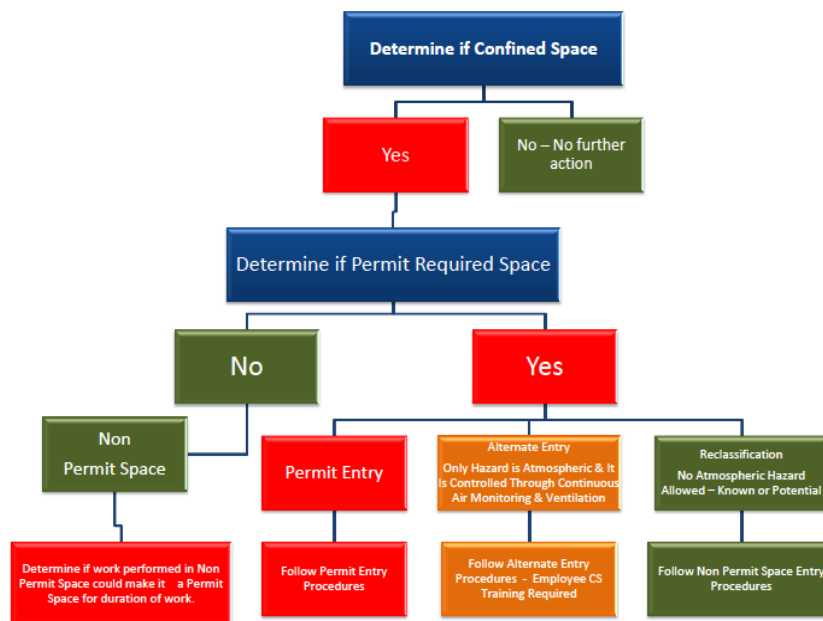 Determine if Confined Space
Yes
No – No further
action
Determine if Permit Required Space
No
Yes
Non
Permit Space
Permit Entry
Alternate Entry
Only Hazard is Atmospheric & It
Is Controlled Through Continuous
Air Monitoring & Ventilation
Reclassification
No Atmospheric Hazard
Allowed – Known or Potential
Determine if work performed in Non
Permit Space could make it a Permit
Space for duration of work.
Follow Permit Entry
Procedures
Follow Alternate Entry
Procedures - Employee CS
Training Required
Follow Non Permit Space Entry
Procedures